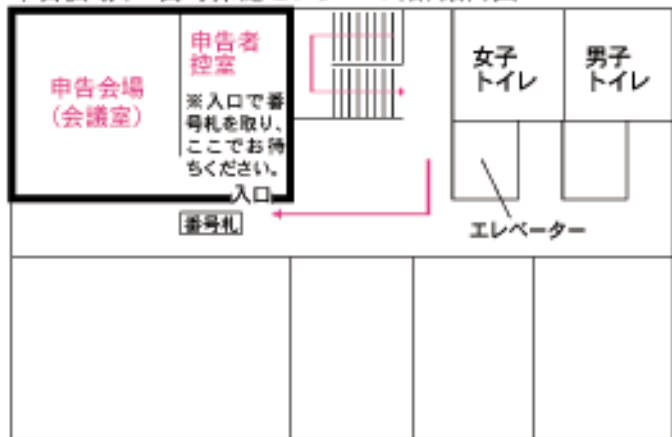 申告会場
(会議室)
申告者
控室
※入口で番
号札を取り、
ここでお待
ちください。
入口
番号札
女子
トイレ
男子
トイレ
エレベーター